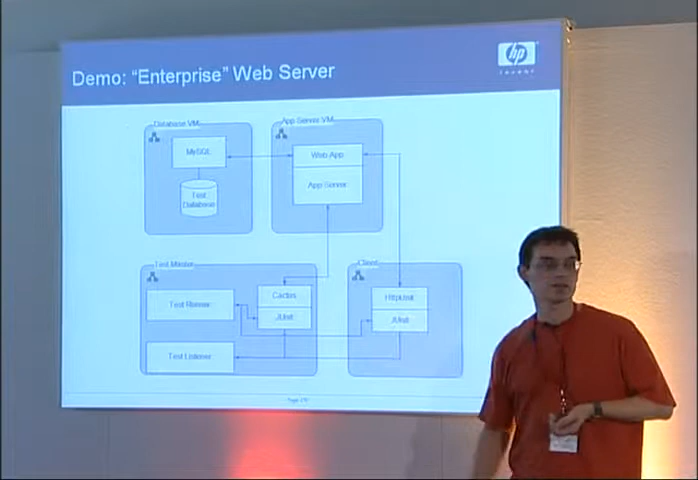 Demo: "Enterprise" Web Server
hp
invent
Database VM
App Server VM
MySQL
Test
Database
Web App
App Server
Test Master
Client
Test Runner
Cactus
JUnit
HttpUnit
JUnit
Test Listener